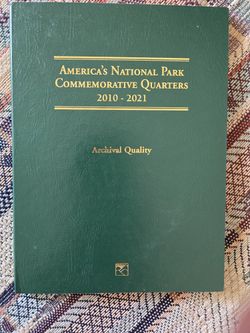 AMERICA'S NATIONAL PARK
COMMEMORATIVE QUARTERS
2010 - 2021
Archival Quality